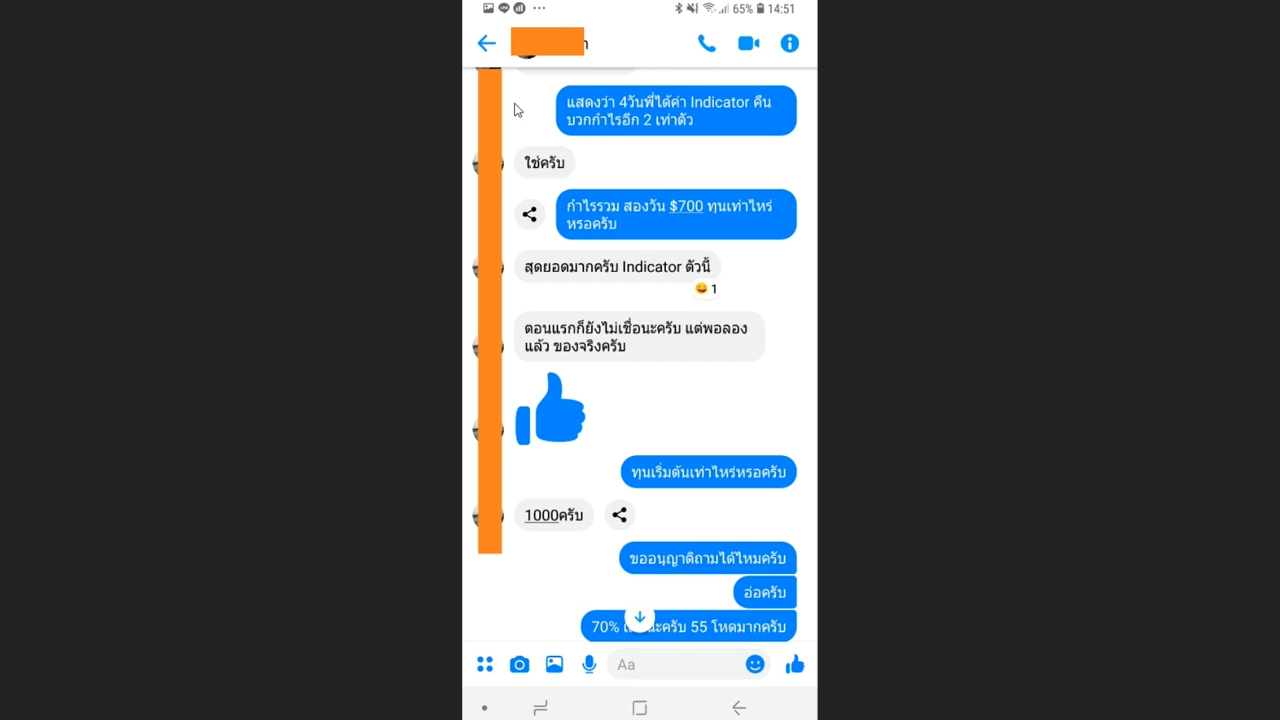 65% 14:51
แสดงว่า 4วันพี่ได้ค่า Indicator คืน
บวกกำไรอีก 2 เท่าตัว
ใช่ครับ
กำไรรวม สองวัน $700 ทุนเท่าไหร่
หรอครับ
สุดยอดมากครับ Indicator ตัวนี้
1
ตอนแรกก็ยังไม่เชื่อนะครับ แต่พอลอง
แล้ว ของจริงครับ
ทุนเริ่มต้นเท่าไหร่หรอครับ
1000ครับ
ขออนุญาติถามได้ไหมครับ
อ่อครับ
70% นะครับ 55 โหดมากครับ
Aa